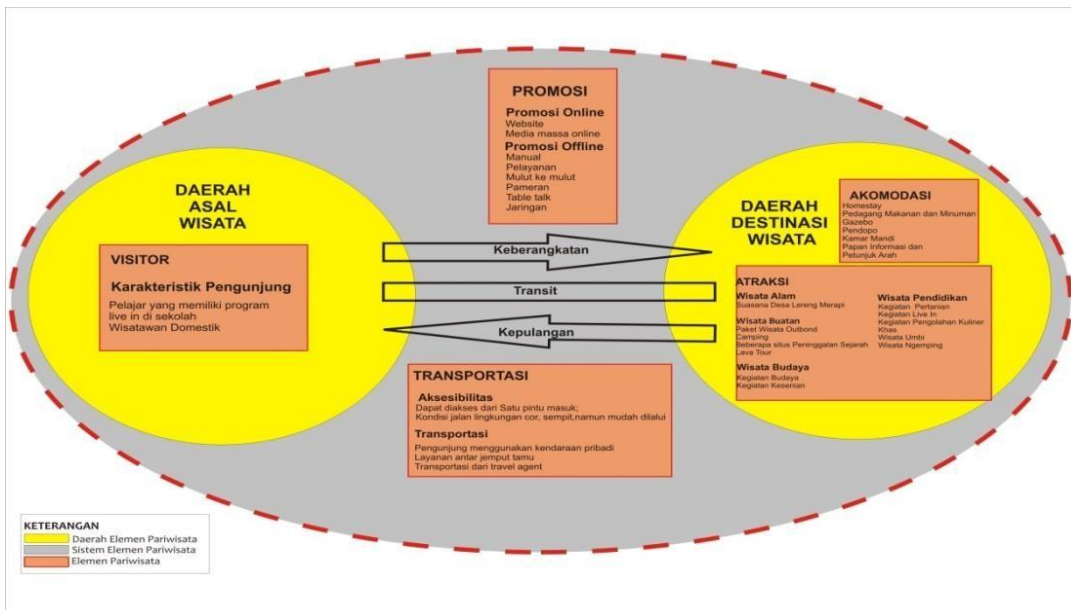 PROMOSI
Promosi Online
Website
Media massa online
Promosi Offline
Manual
Pelayanan
Mulut ke mulut
Pameran
Table talk
Jaringan
DAERAH
ASAL
WISATA
VISITOR
Karakteristik Pengunjung
Pelajar yang memiliki program
live in di sekolah
Wisatawan Domestik
Keberangkatan
Transit
Kepulangan
TRANSPORTASI
Aksesibilitas
Dapat diakses dari Satu pintu masuk;
Kondisi jalan lingkungan cor, sempit,namun mudah dilalui
Transportasi
Pengunjung menggunakan kendaraan pribadi
Layanan antar jemput tamu
Transportasi dari travel agent
DAERAH
DESTINASI
WISATA
AKOMODASI
Homestay
Pedagang Makanan dan Minuman
Gazebo
Pendopo
Kamar Mandi
Papan Informasi dan
Petunjuk Arah
ATRAKSI
Wisata Alam
Suasana Desa Lereng Merapi
Wisata Buatan
Paket Wisata Outbond
Camping
Beberapa situs Peninggalan Sejarah
Lava Tour
Wisata Budaya
Kegiatan Budaya
Kegiatan Kesenian
Wisata Pendidikan
Kegiatan Pertanian
Kegiatan Live In
Kegiatan Pengolahan Kuliner
Khas
Wisata Umbi
Wisata Ngemping
KETERANGAN
Daerah Elemen Pariwisata
Sistem Elemen Pariwisata
Elemen Pariwisata